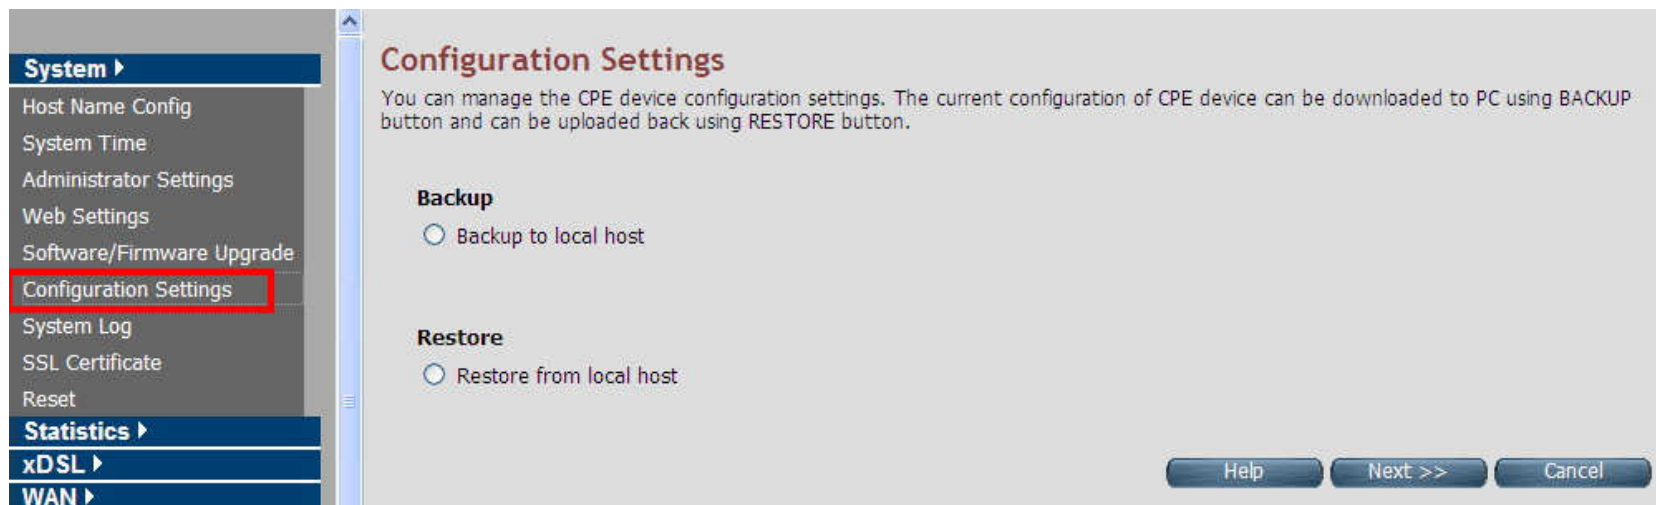 System
Host Name Config
System Time
Administrator Settings
Web Settings
Software/Firmware Upgrade
Configuration Settings
System Log
SSL Certificate
Reset
Statistics
xDSL
WAN
Configuration Settings
You can manage the CPE device configuration settings. The current configuration of CPE device can be downloaded to PC using BACKUP
button and can be uploaded back using RESTORE button.
Backup
Backup to local host
Restore
Restore from local host
Help
Next >>
Cancel